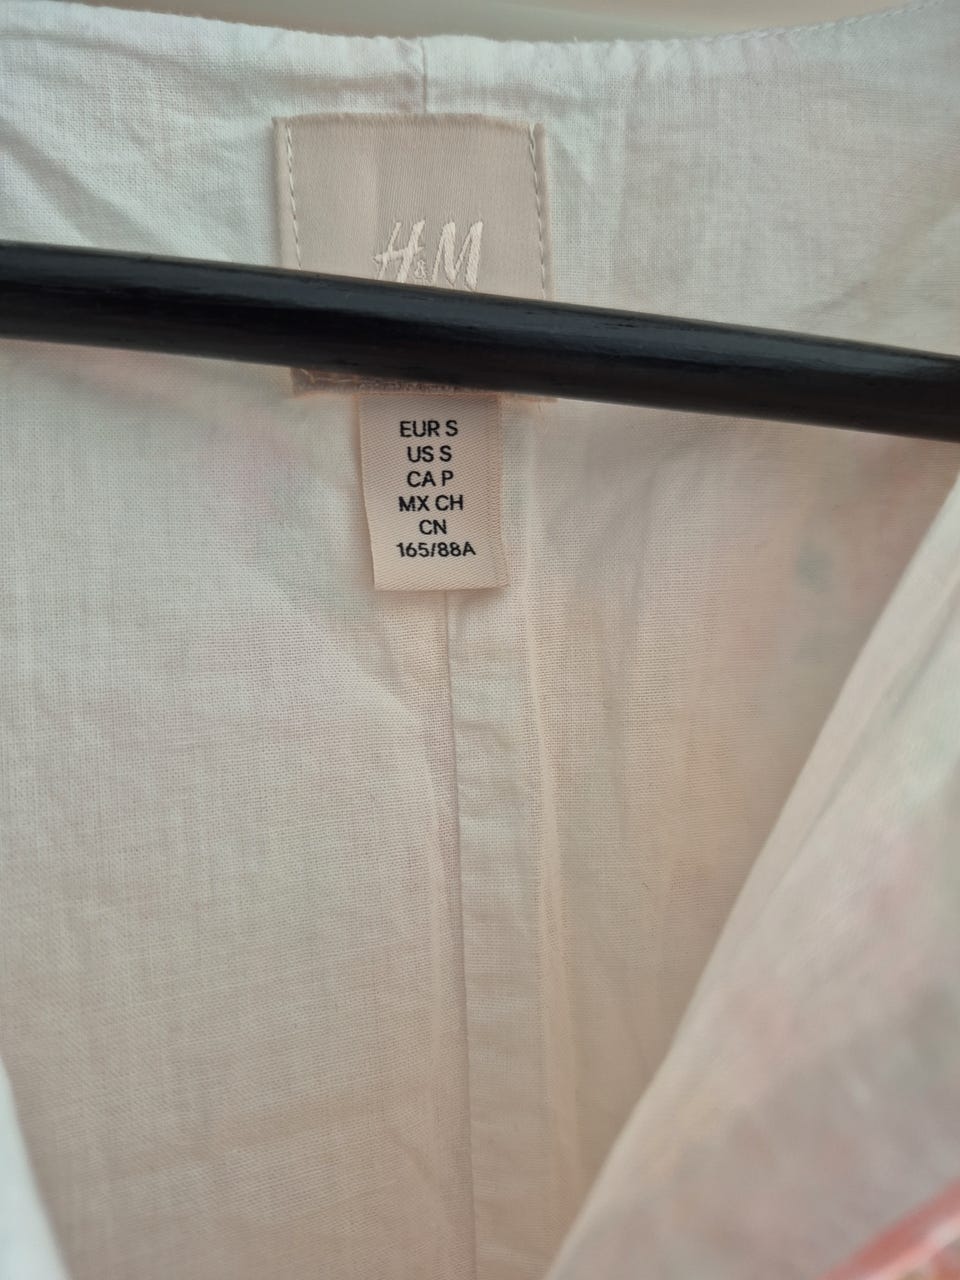 H&M
EUR S
US S
CA P
MX CH
CN
165/88A